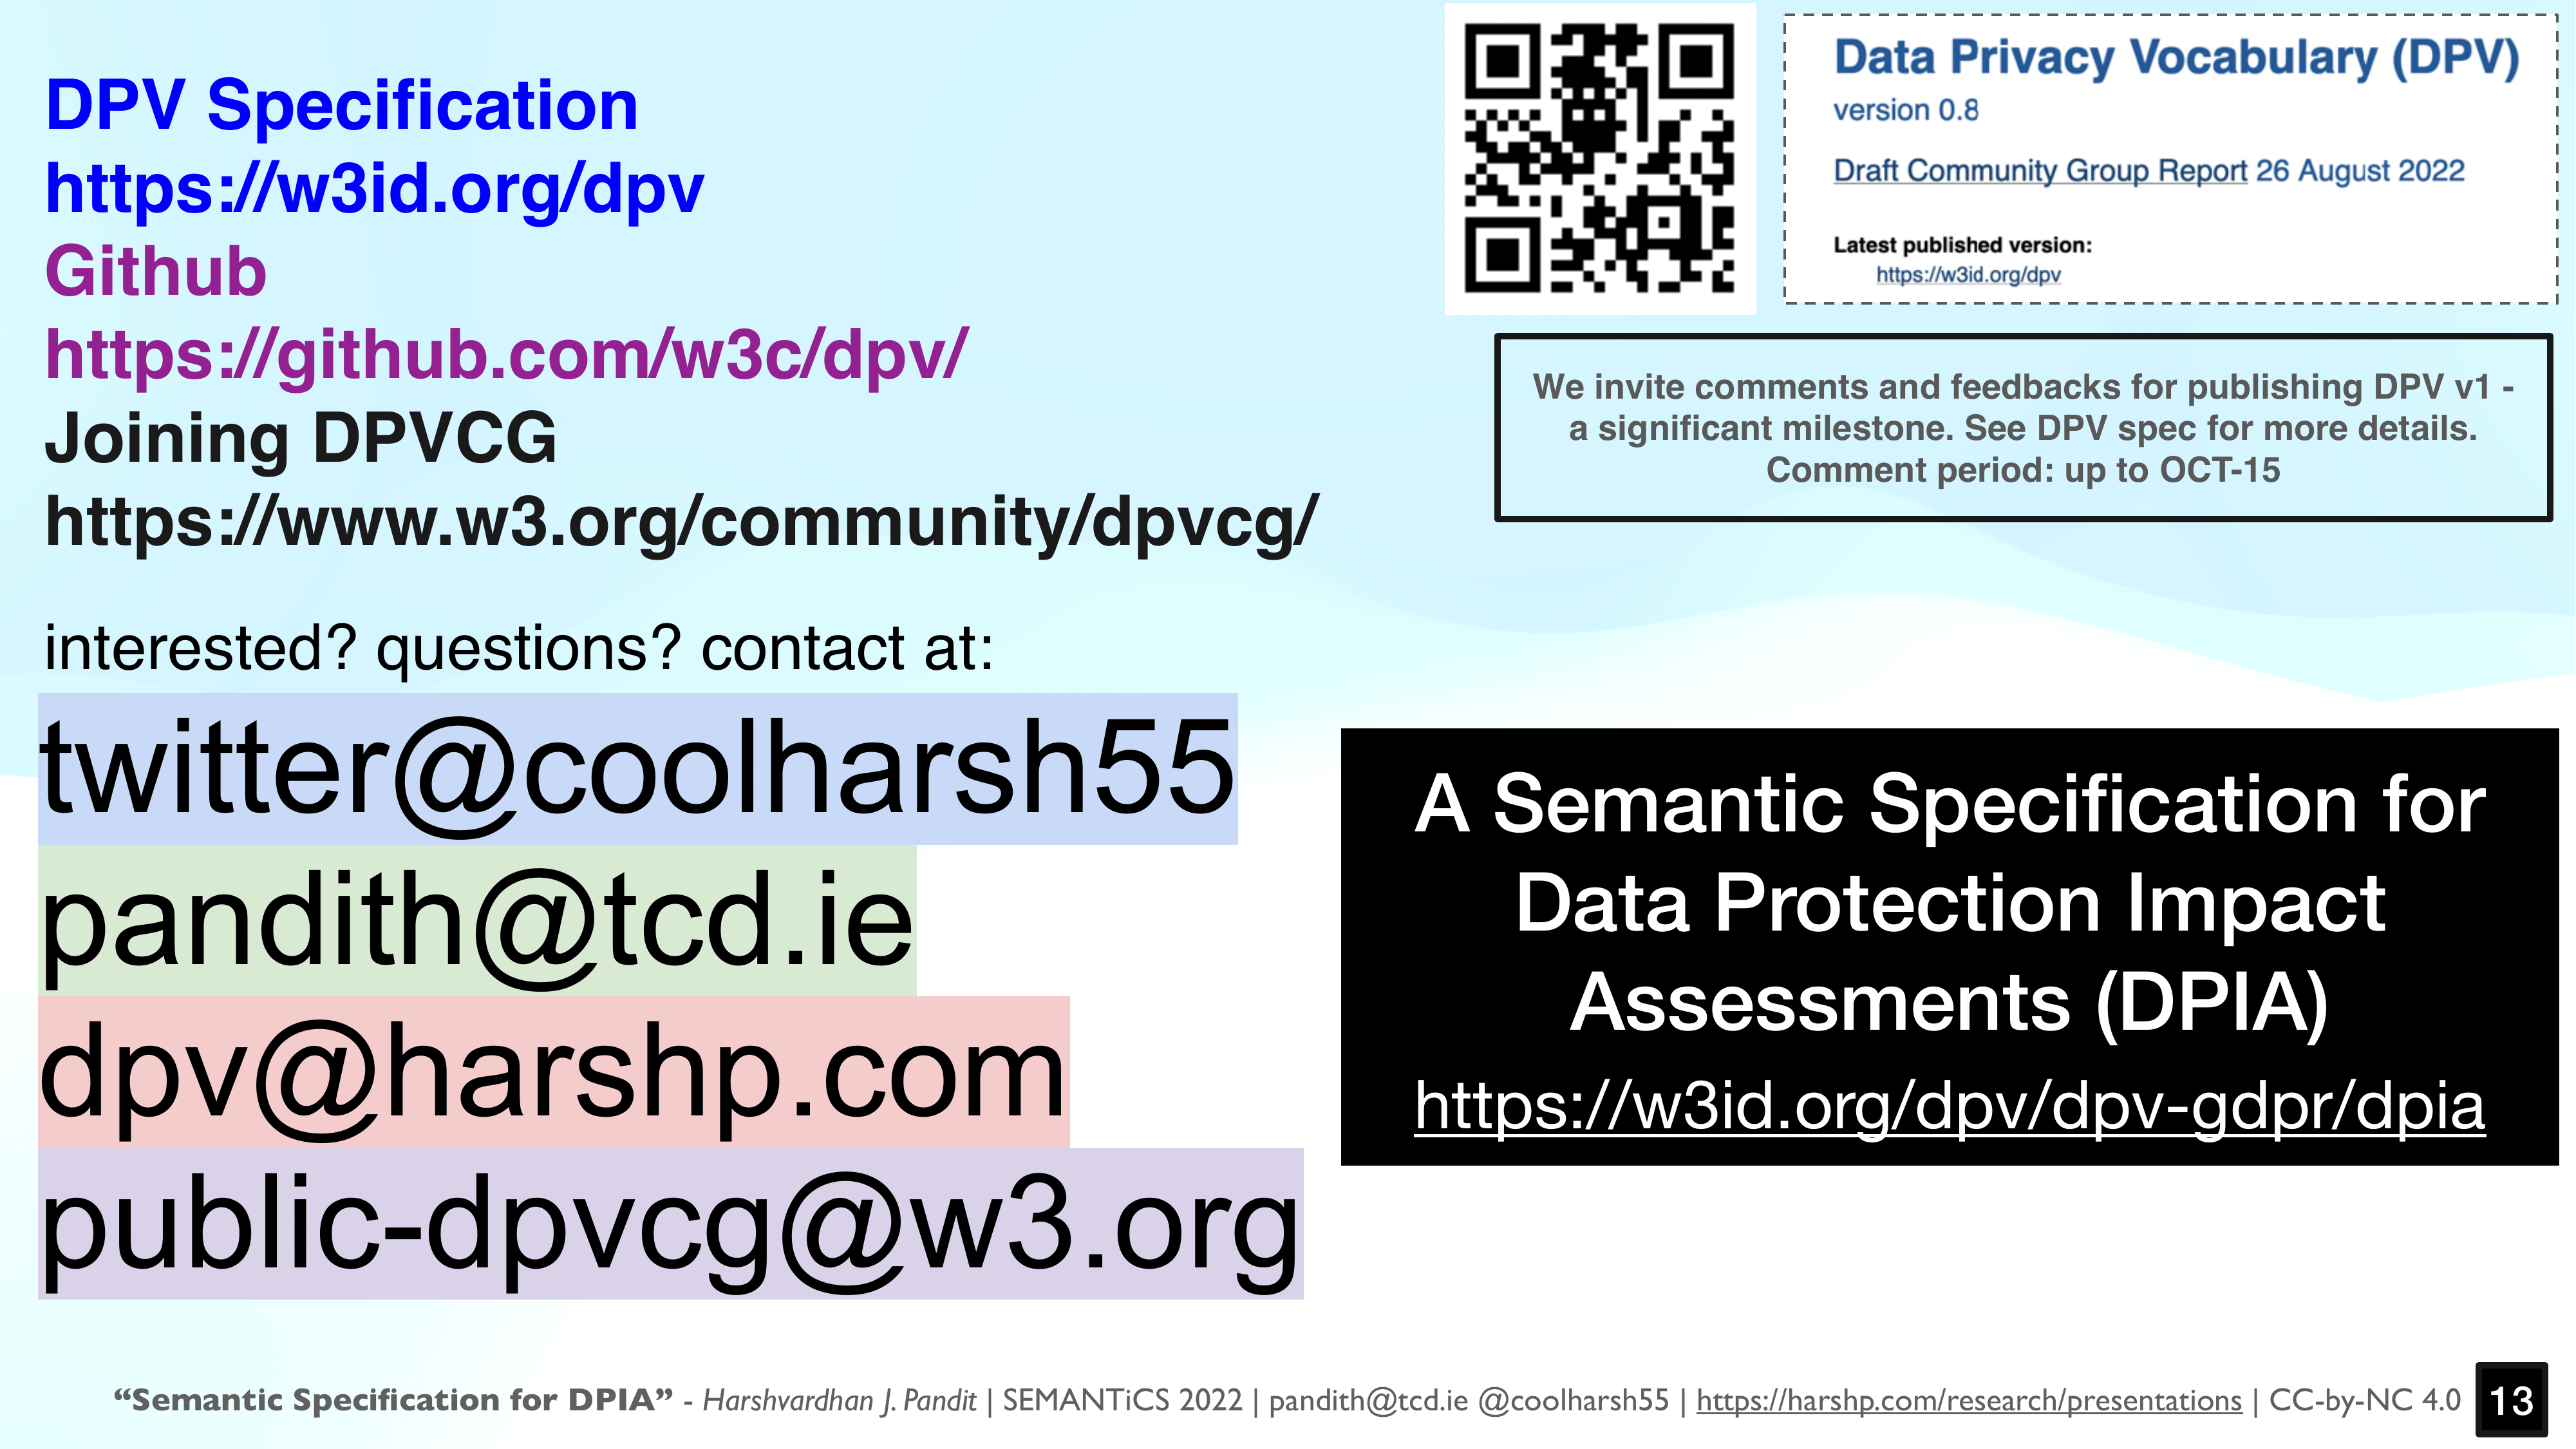 DPV Specification
https://w3id.org/dpv
Github
https://github.com/w3c/dpv/
Joining DPVCG
https://www.w3.org/community/dpvcg/
Data Privacy Vocabulary (DPV)
version 0.8
Draft Community Group Report 26 August 2022
Latest published version:
https://w3id.org/dpv
We invite comments and feedbacks for publishing DPV v1 -
a significant milestone. See DPV spec for more details.
Comment period: up to OCT-15
interested? questions? contact at:
twitter@coolharsh55
pandith@tcd.ie
dpv@harshp.com
public-dpvcg@w3.org
A Semantic Specification for
Data Protection Impact
Assessments (DPIA)
https://w3id.org/dpv/dpv-gdpr/dpia
“Semantic Specification for DPIA” - Harshvardhan J. Pandit | SEMANTiCS 2022 | pandith@tcd.ie @coolharsh55 | https://harshp.com/research/presentations | CC-by-NC 4.0 13